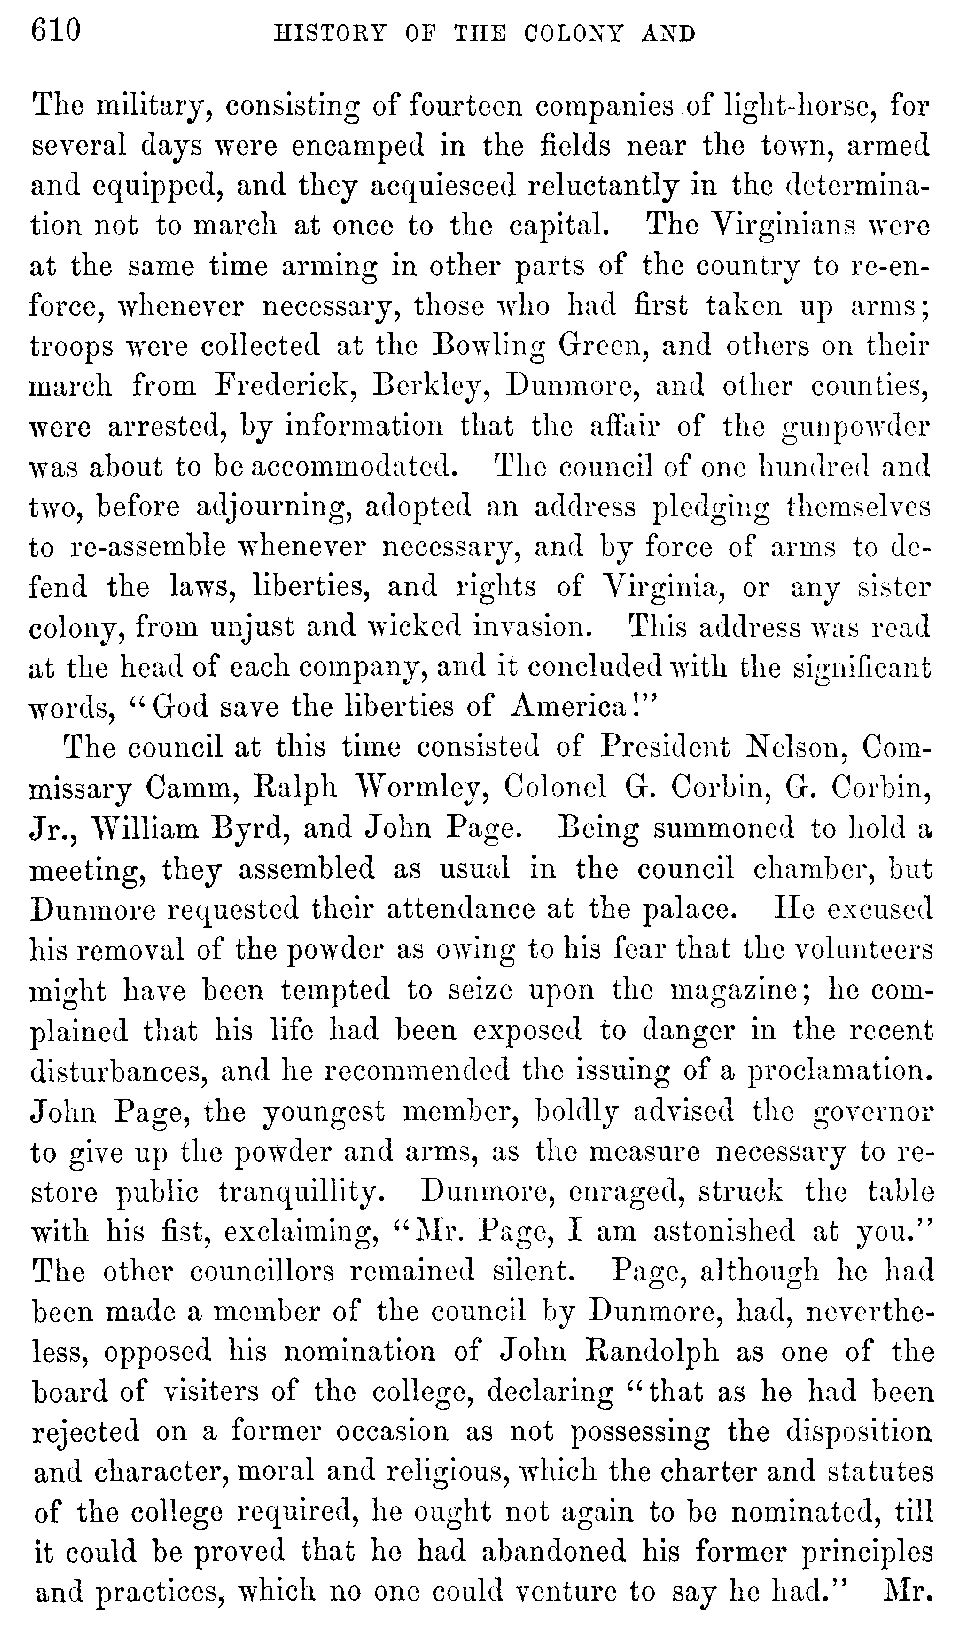 610 HISTORY OF THE COLONY AND
The military, consisting of fourteen companies of light-horse, for
several days were encamped in the fields near the town, armed
and equipped, and they acquiesced reluctantly in the determina-
tion not to march at once to the capital. The Virginians were
at the same time arming in other parts of the country to re-en-
force, whenever necessary, those who had first taken up arms;
troops were collected at the Bowling Green, and others on their
march from Frederick, Berkley, Dunmore, and other counties,
were arrested, by information that the affair of the gunpowder
was about to be accommodated. The council of one hundred and
two, before adjourning, adopted an address pledging themselves
to re-assemble whenever necessary, and by force of arms to de-
fend the laws, liberties, and rights of Virginia, or any sister
colony, from unjust and wicked invasion. This address was read
at the head of each company, and it concluded with the significant
words, "God save the liberties of America!"
The council at this time consisted of President Nelson, Com-
missary Camm, Ralph Wormley, Colonel G. Corbin, G. Corbin,
Jr., William Byrd, and John Page. Being summoned to hold a
meeting, they assembled as usual in the council chamber, but
Dunmore requested their attendance at the palace. He excused
his removal of the powder as owing to his fear that the volunteers
might have been tempted to seize upon the magazine; he com-
plained that his life had been exposed to danger in the recent
disturbances, and he recommended the issuing of a proclamation.
John Page, the youngest member, boldly advised the governor
to give up the powder and arms, as the measure necessary to re-
store public tranquillity. Dunmore, enraged, struck the table
with his fist, exclaiming, "Mr. Page, I am astonished at you."
The other councillors remained silent. Page, although he had
been made a member of the council by Dunmore, had, neverthe-
less, opposed his nomination of John Randolph as one of the
board of visiters of the college, declaring "that as he had been
rejected on a former occasion as not possessing the disposition
and character, moral and religious, which the charter and statutes
of the college required, he ought not again to be nominated, till
it could be proved that he had abandoned his former principles
and practices, which no one could venture to say he had." Mr.